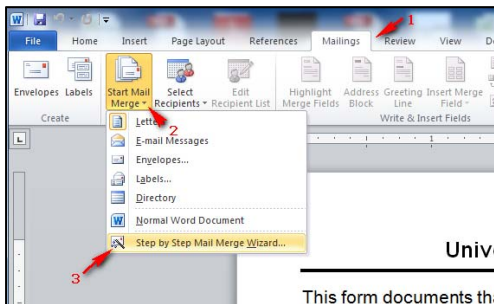 File Home Insert Page Layout References Mailings 1 Review View
Envelopes Labels Start Mail Merge Select Recipients Edit Recipient List Highlight Merge Fields Address Block Greeting Line Insert Merge Field
Create Write & Insert Fields
2
L 1
Letters
E-mail Messages
Envelopes...
Labels...
Directory
Normal Word Document
Step by Step Mail Merge Wizard...
3
This form documents